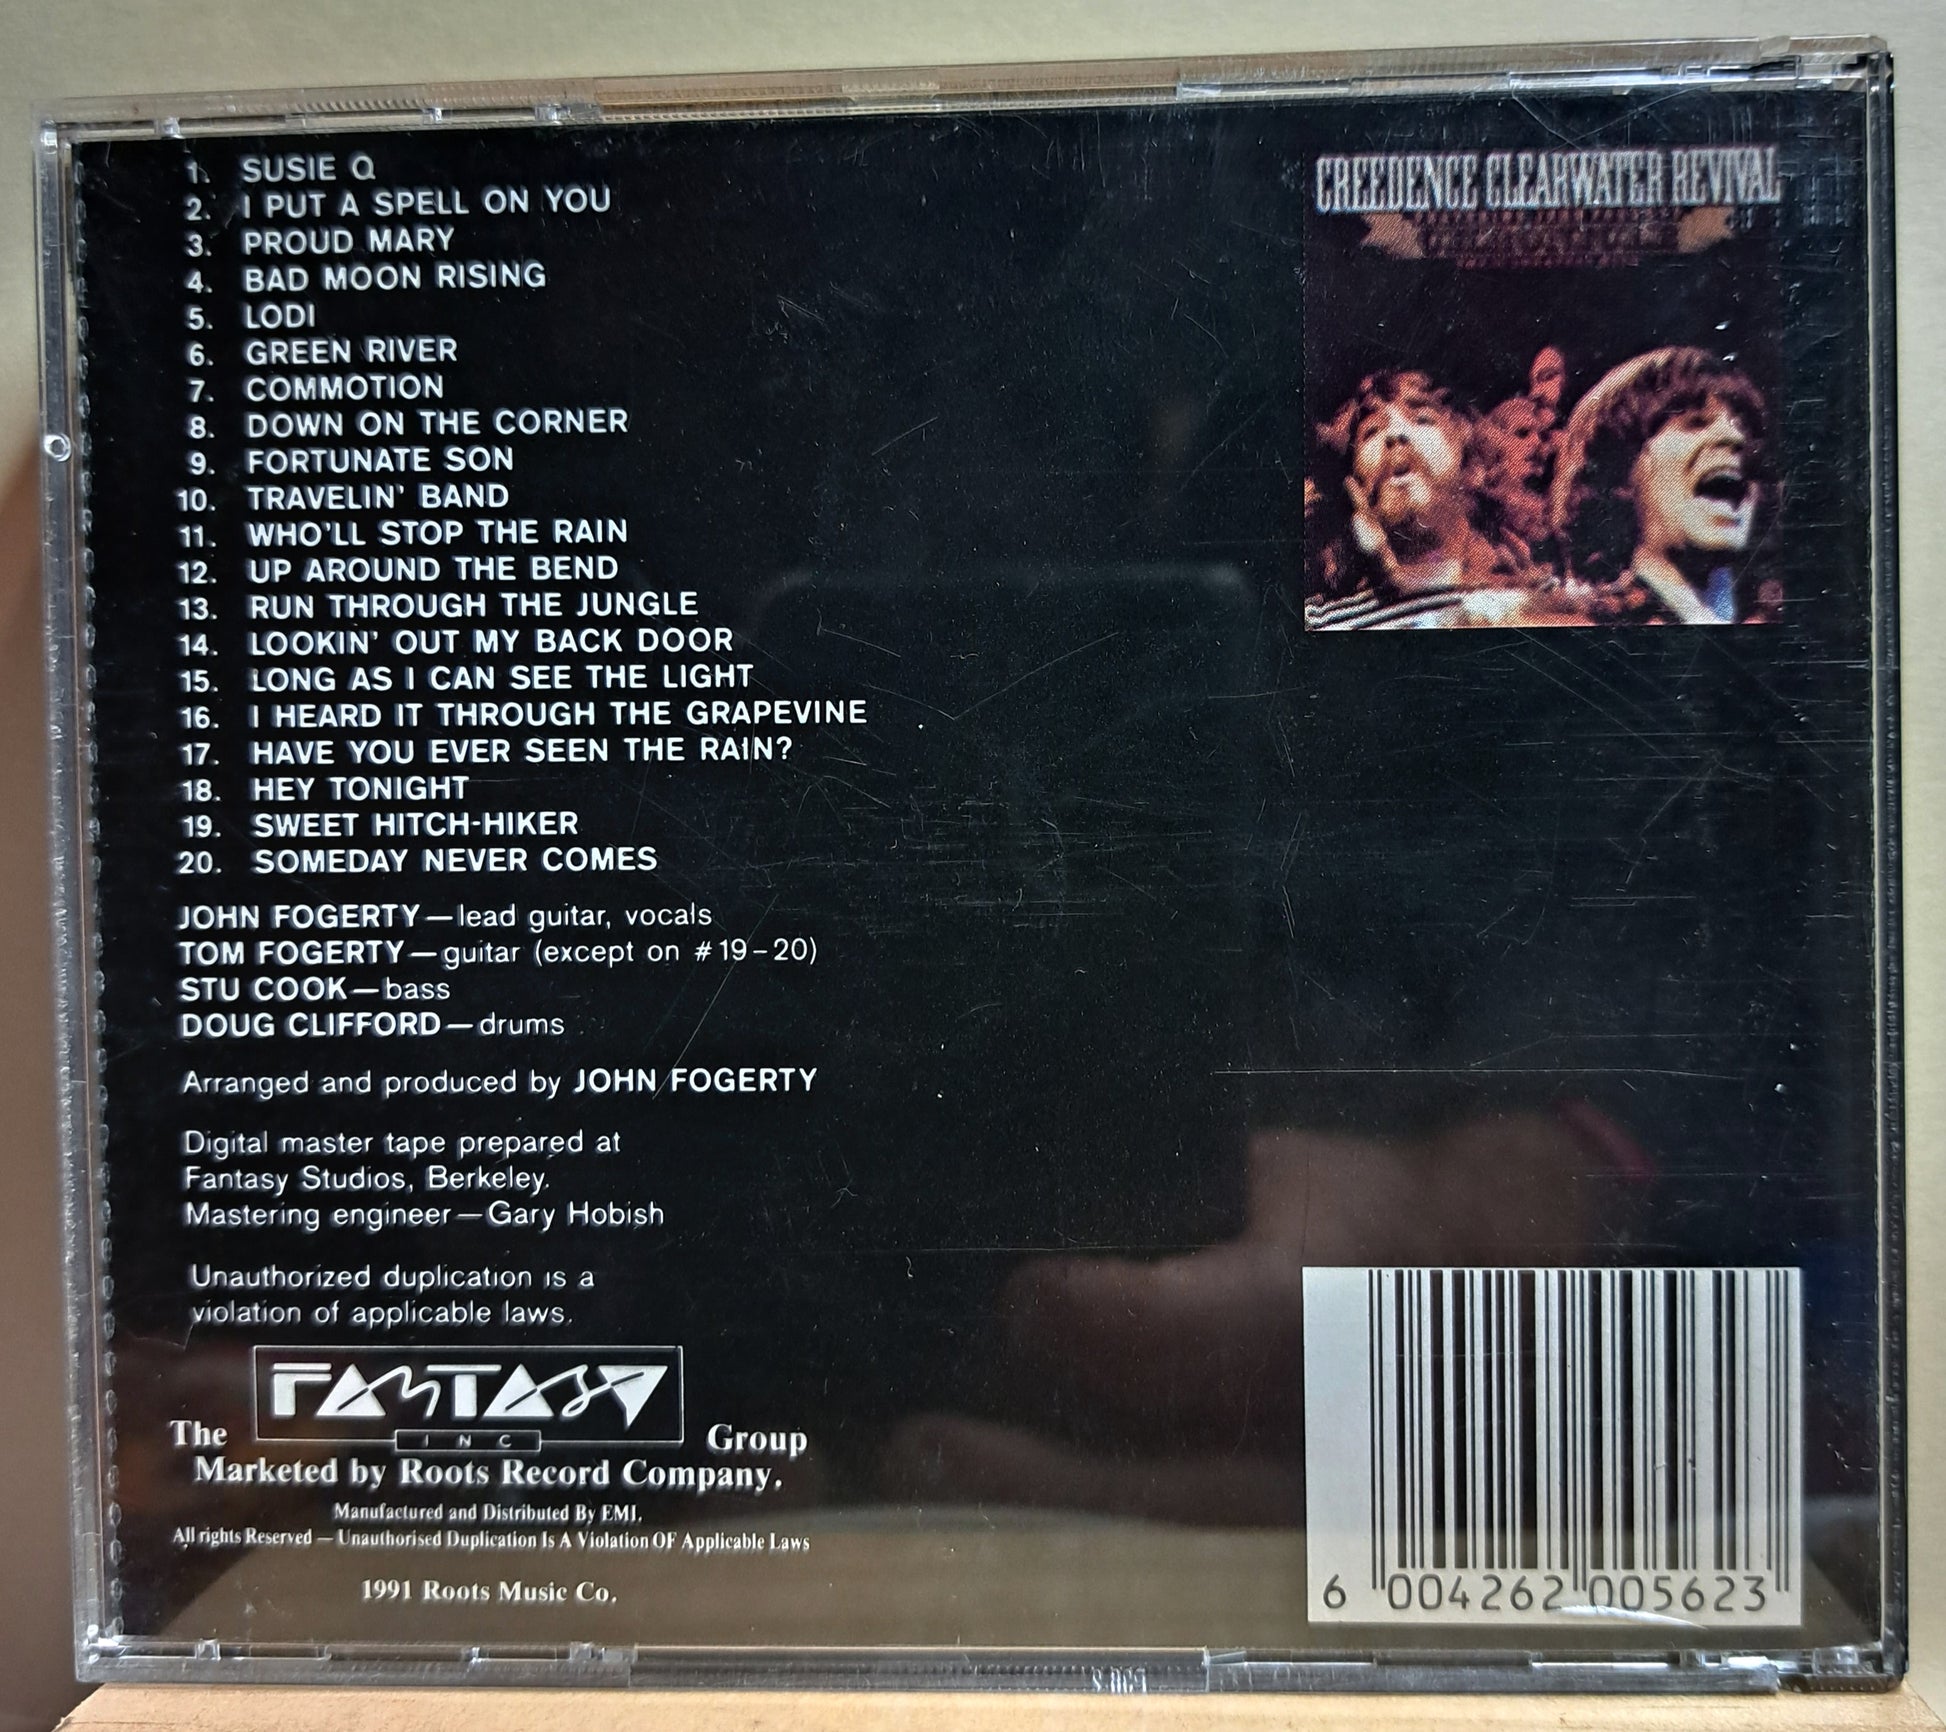 1. SUSIE Q
2. I PUT A SPELL ON YOU
3. PROUD MARY
4. BAD MOON RISING
5. LODI
6. GREEN RIVER
7. COMMOTION
8. DOWN ON THE CORNER
9. FORTUNATE SON
10. TRAVELIN' BAND
11. WHO'LL STOP THE RAIN
12. UP AROUND THE BEND
13. RUN THROUGH THE JUNGLE
14. LOOKIN' OUT MY BACK DOOR
15. LONG AS I CAN SEE THE LIGHT
16. I HEARD IT THROUGH THE GRAPEVINE
17. HAVE YOU EVER SEEN THE RAIN?
18. HEY TONIGHT
19. SWEET HITCH-HIKER
20. SOMEDAY NEVER COMES
JOHN FOGERTY—lead guitar, vocals
TOM FOGERTY—guitar (except on #19–20)
STU COOK—bass
DOUG CLIFFORD—drums
Arranged and produced by JOHN FOGERTY
Digital master tape prepared at
Fantasy Studios, Berkeley.
Mastering engineer—Gary Hobish
Unauthorized duplication is a
violation of applicable laws.
FANTASY
INC
The Group
Marketed by Roots Record Company.
Manufactured and Distributed By EMI.
All rights Reserved — Unauthorised Duplication Is A Violation OF Applicable Laws
1991 Roots Music Co.
CREEDENCE CLEARWATER REVIVAL
6 004262 005623